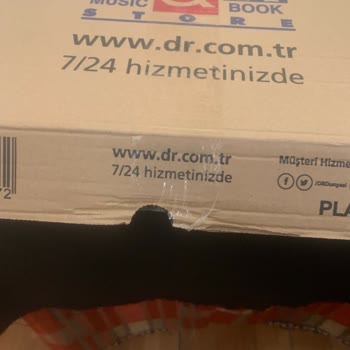 MUSIC BOOK
STORE
www.dr.com.tr
7/24 hizmetinizde
www.dr.com.tr
7/24 hizmetinizde
Müşteri Hizme
/DRDunyasi
PLA
2